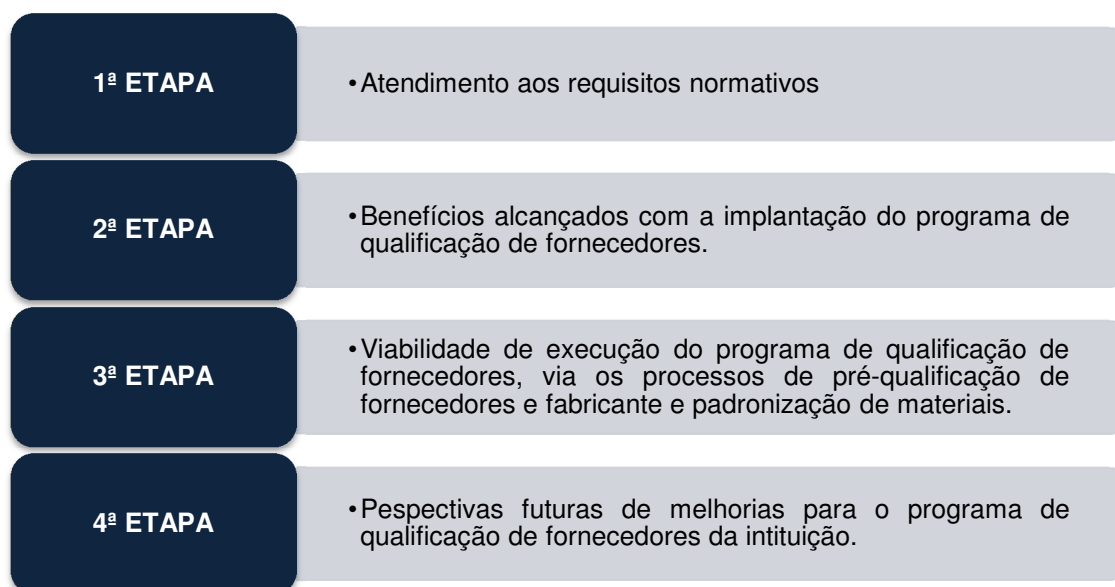 1ª ETAPA
•Atendimento aos requisitos normativos
2ª ETAPA
•Benefícios alcançados com a implantação do programa de
qualificação de fornecedores.
3ª ETAPA
•Viabilidade de execução do programa de qualificação de
fornecedores, via os processos de pré-qualificação de
fornecedores e fabricante e padronização de materiais.
4ª ETAPA
•Pespectivas futuras de melhorias para o programa de
qualificação de fornecedores da intituição.